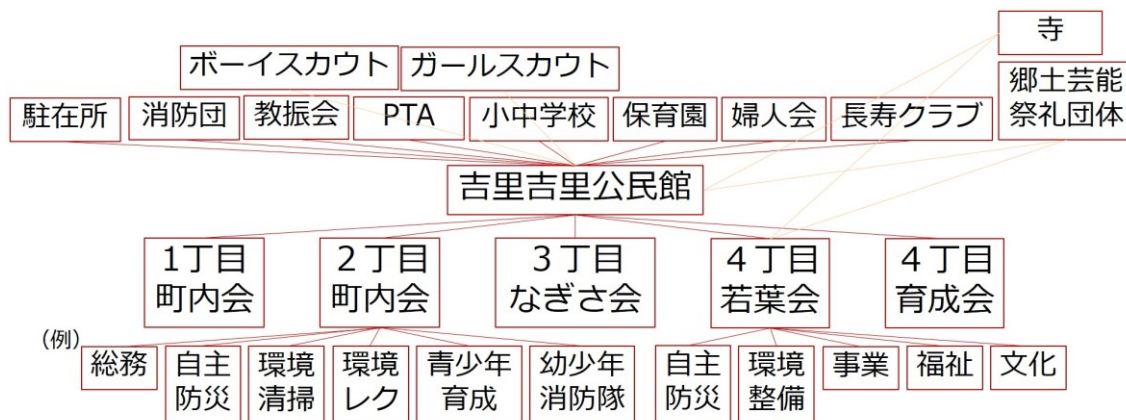 寺
ボーイスカウト ガールスカウト
郷土芸能
祭礼団体
駐在所 消防団 教振会 PTA 小中学校 保育園 婦人会 長寿クラブ
吉里吉里公民館
1丁目
町内会
２丁目
町内会
３丁目
なぎさ会
４丁目
若葉会
４丁目
育成会
（例）
総務
自主
防災
環境
清掃
環境
レク
青少年
育成
幼少年
消防隊
自主
防災
環境
整備
事業
福祉
文化